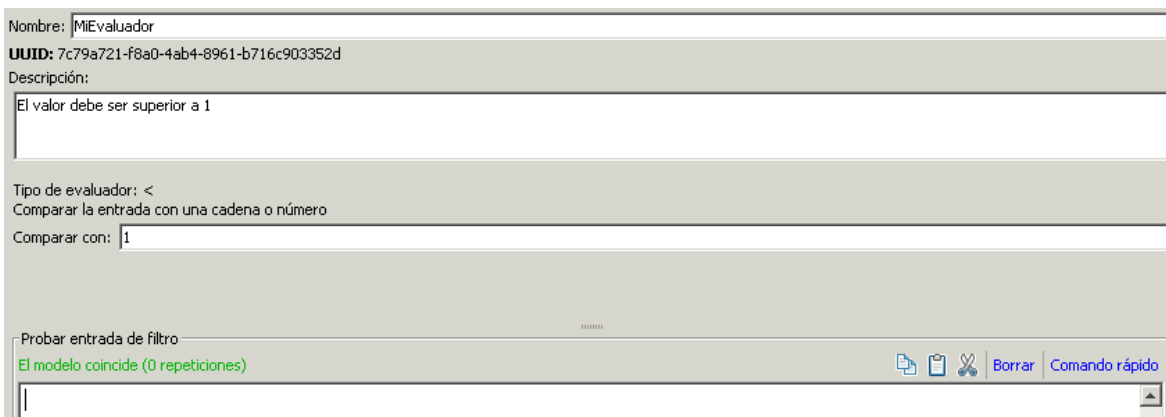 Nombre: MiEvaluador
UUID: 7c79a721-f8a0-4ab4-8961-b716c903352d
Descripción:
El valor debe ser superior a 1
Tipo de evaluador: <
Comparar la entrada con una cadena o número
Comparar con: 1
Probar entrada de filtro
El modelo coincide (0 repeticiones) Borrar Comando rápido